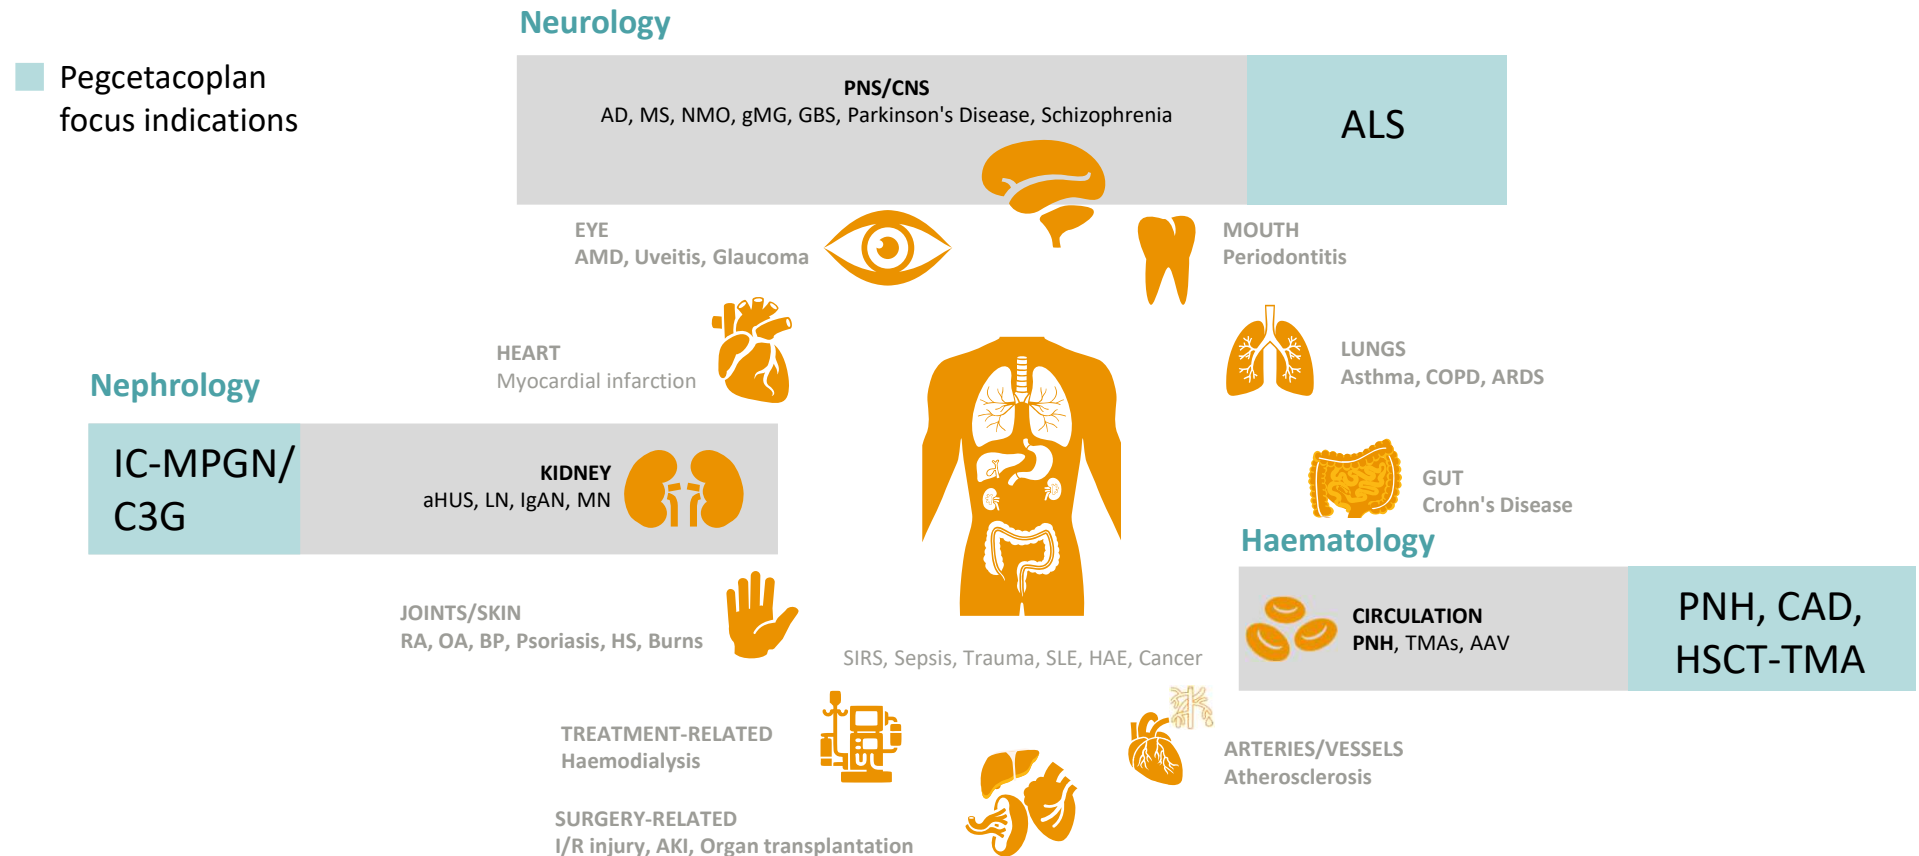 Neurology
Pegcetacoplan
focus indications
PNS/CNS
AD, MS, NMO, gMG, GBS, Parkinson's Disease, Schizophrenia
ALS
EYE
AMD, Uveitis, Glaucoma
MOUTH
Periodontitis
HEART
Myocardial infarction
LUNGS
Asthma, COPD, ARDS
Nephrology
IC-MPGN/
C3G
KIDNEY
aHUS, LN, IgAN, MN
GUT
Crohn's Disease
Haematology
CIRCULATION
PNH, TMAs, AAV
PNH, CAD,
HSCT-TMA
JOINTS/SKIN
RA, OA, BP, Psoriasis, HS, Burns
SIRS, Sepsis, Trauma, SLE, HAE, Cancer
TREATMENT-RELATED
Haemodialysis
ARTERIES/VESSELS
Atherosclerosis
SURGERY-RELATED
I/R injury, AKI, Organ transplantation